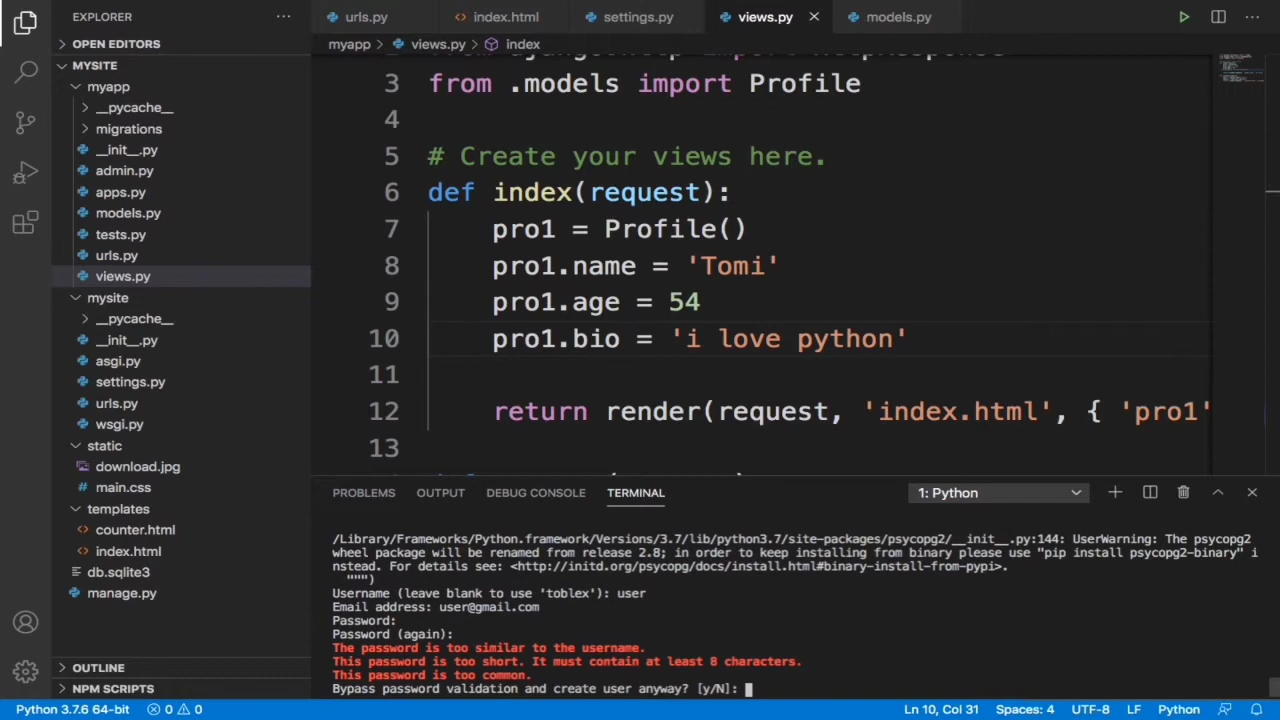 EXPLORER
OPEN EDITORS
MYSITE
myapp
__pycache__
migrations
__init__.py
admin.py
apps.py
models.py
tests.py
urls.py
views.py
mysite
__pycache__
__init__.py
asgi.py
settings.py
urls.py
wsgi.py
static
download.jpg
main.css
templates
counter.html
index.html
db.sqlite3
manage.py
OUTLINE
NPM SCRIPTS
urls.py index.html settings.py views.py models.py
myapp > views.py > index
3 from .models import Profile
4
5 # Create your views here.
6 def index(request):
7 pro1 = Profile()
8 pro1.name = 'Tomi'
9 pro1.age = 54
10 pro1.bio = 'i love python'
11
12 return render(request, 'index.html', { 'pro1'
13
PROBLEMS OUTPUT DEBUG CONSOLE TERMINAL 1: Python
/Library/Frameworks/Python.framework/Versions/3.7/lib/python3.7/site-packages/psycopg2/__init__.py:144: UserWarning: The psycopg2
wheel package will be renamed from release 2.8; in order to keep installing from binary please use "pip install psycopg2-binary" i
nstead. For details see: <http://initd.org/psycopg/docs/install.html#binary-install-from-pypi>.
""")
Username (leave blank to use 'toblex'): user
Email address: user@gmail.com
Password:
Password (again):
The password is too similar to the username.
This password is too short. It must contain at least 8 characters.
This password is too common.
Bypass password validation and create user anyway? [y/N]:
Python 3.7.6 64-bit 0 0 Ln 10, Col 31 Spaces: 4 UTF-8 LF Python